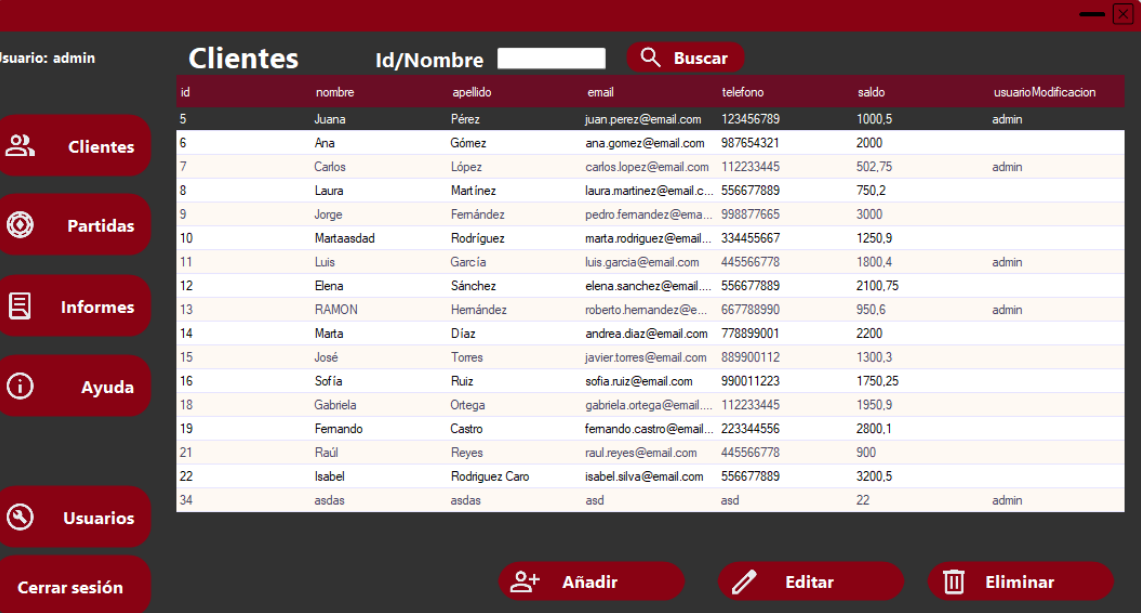 Usuario: admin
Clientes Id/Nombre Buscar
id nombre apellido email telefono saldo usuarioModificacion
5 Juana Pérez juan.perez@email.com 123456789 1000,5 admin
6 Ana Gómez ana.gomez@email.com 987654321 2000
7 Carlos López carlos.lopez@email.com 112233445 502,75 admin
8 Laura Martínez laura.martinez@email.c... 556677889 750,2
9 Jorge Fernández pedro.fernandez@ema... 998877665 3000
10 Martaasdad Rodríguez marta.rodriguez@email... 334455667 1250,9
11 Luis García luis.garcia@email.com 445566778 1800,4 admin
12 Elena Sánchez elena.sanchez@email.... 556677889 2100,75
13 RAMON Hernández roberto.hernandez@e... 667788990 950,6 admin
14 Marta Díaz andrea.diaz@email.com 778899001 2200
15 José Torres javier.torres@email.com 889900112 1300,3
16 Sofía Ruiz sofia.ruiz@email.com 990011223 1750,25
18 Gabriela Ortega gabriela.ortega@email.... 112233445 1950,9
19 Fernando Castro fernando.castro@email... 223344556 2800,1
21 Raúl Reyes raul.reyes@email.com 445566778 900
22 Isabel Rodriguez Caro isabel.silva@email.com 556677889 3200,5
34 asdas asdas asd asd 22 admin
Clientes
Partidas
Informes
Ayuda
Usuarios
Cerrar sesión
Añadir Editar Eliminar